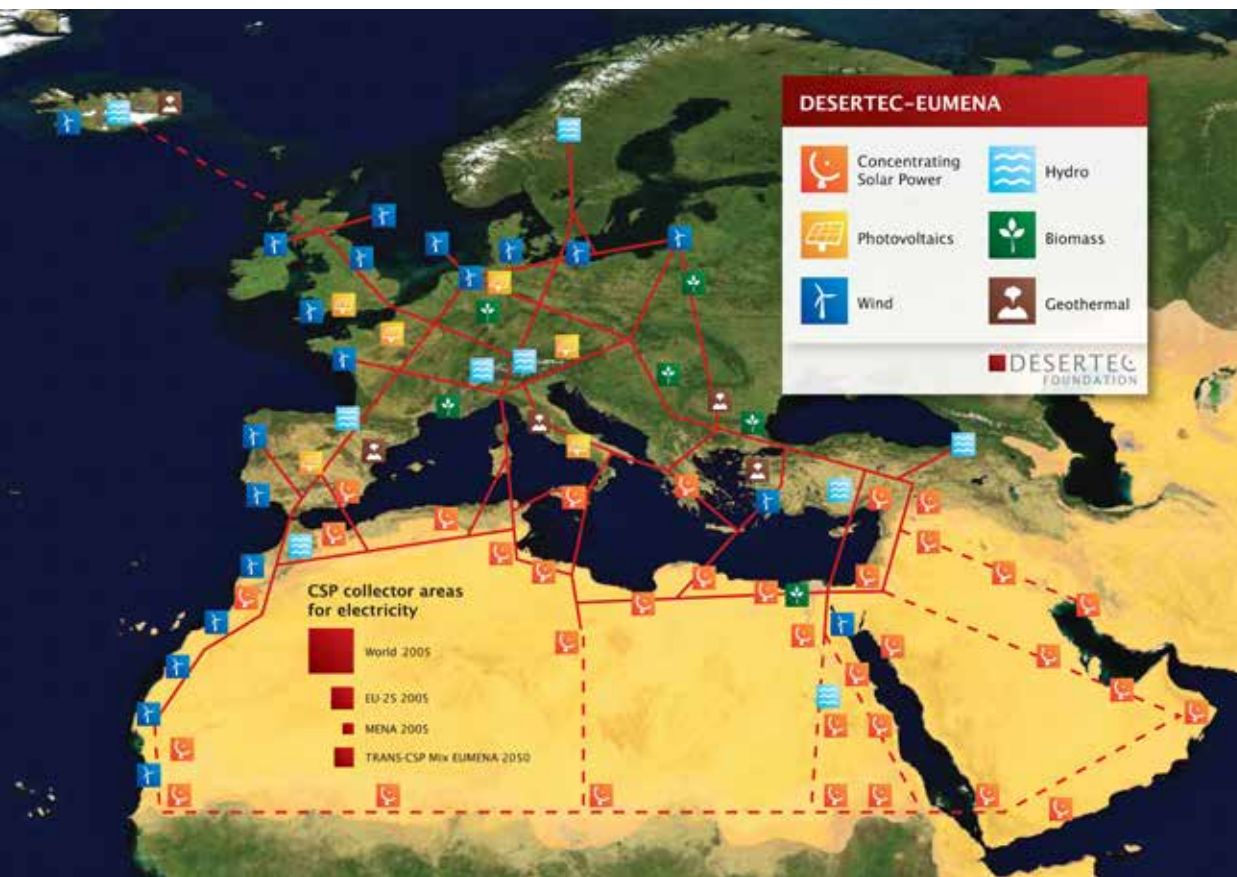 DESERTEC-EUMENA
Concentrating
Solar Power
Hydro
Photovoltaics
Biomass
Wind
Geothermal
DESERTEC
FOUNDATION
CSP collector areas
for electricity
World 2005
EU-25 2005
MENA 2005
TRANS-CSP Mix EUMENA 2050